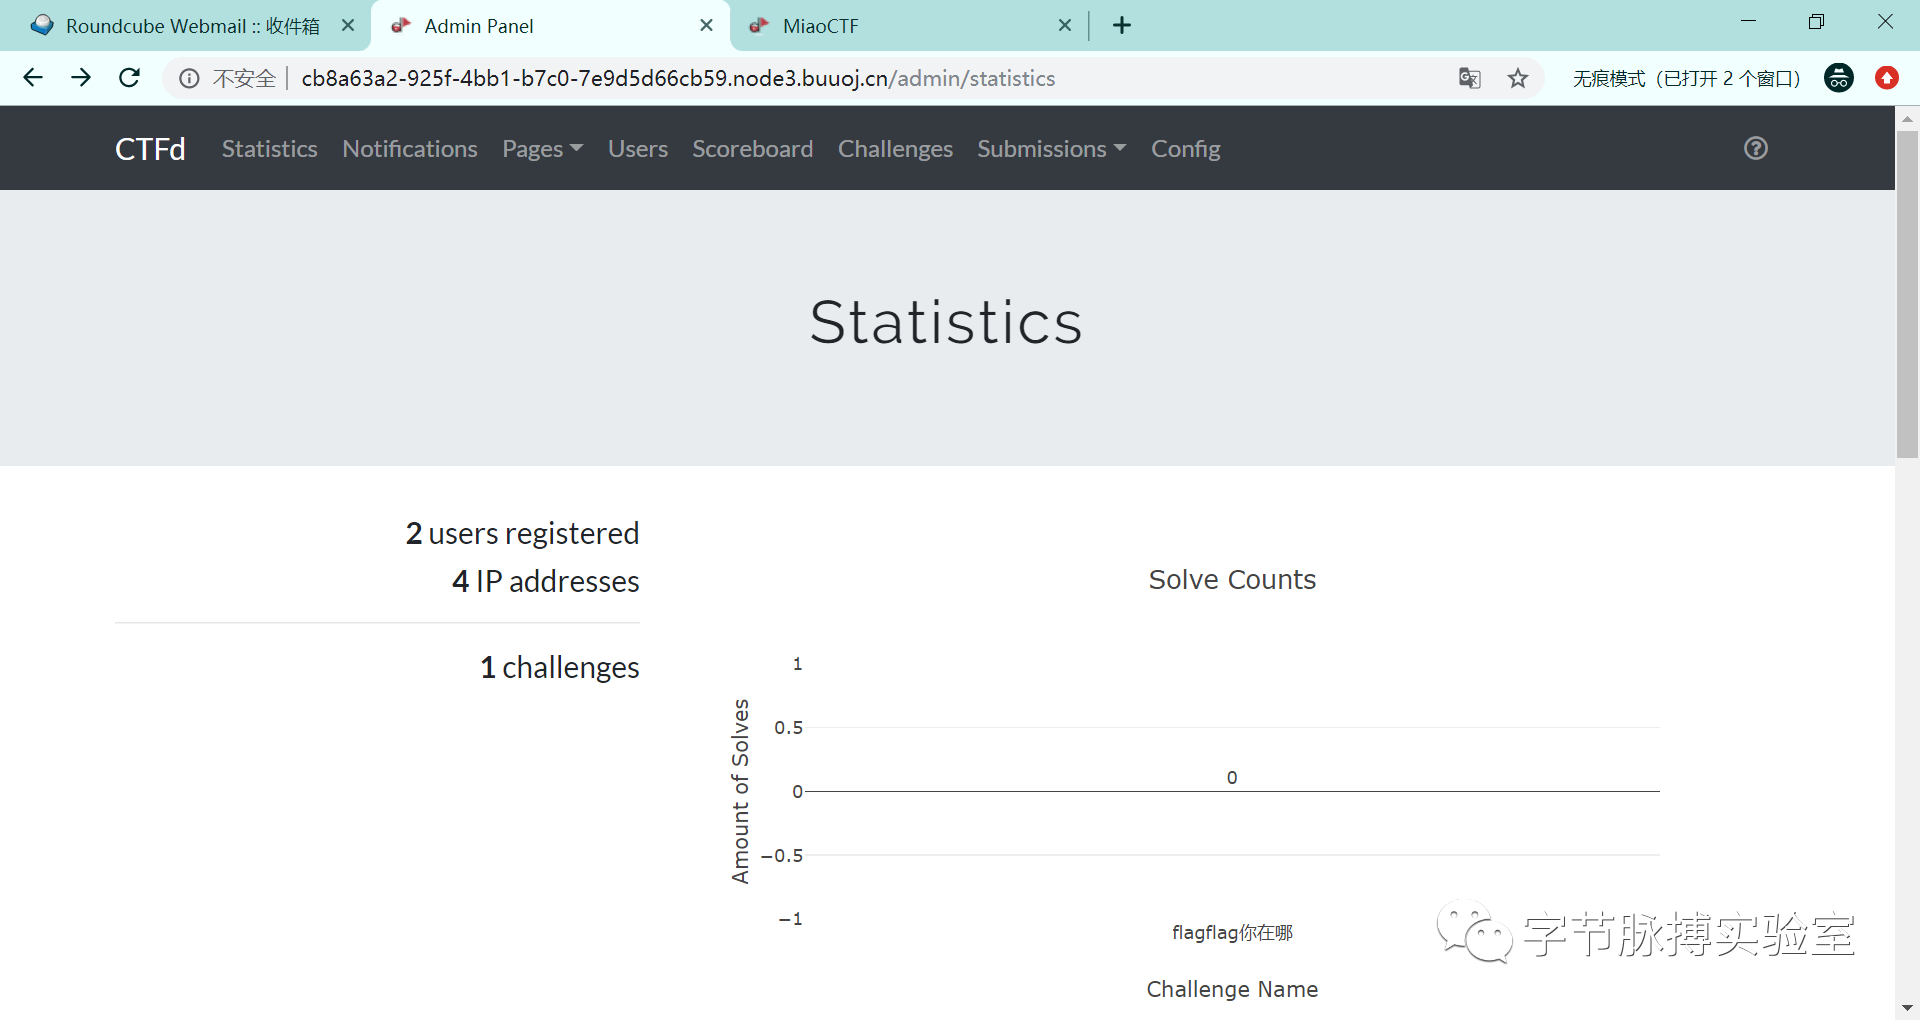 Roundcube Webmail :: 收件箱
Admin Panel
MiaoCTF
不安全
cb8a63a2-925f-4bb1-b7c0-7e9d5d66cb59.node3.buuoj.cn/admin/statistics
无痕模式（已打开 2 个窗口）
CTFd Statistics Notifications Pages Users Scoreboard Challenges Submissions Config
Statistics
2 users registered
4 IP addresses
1 challenges
Solve Counts
1
0.5
0
0
−0.5
−1
Amount of Solves
flagflag你在哪
Challenge Name
字节脉搏实验室